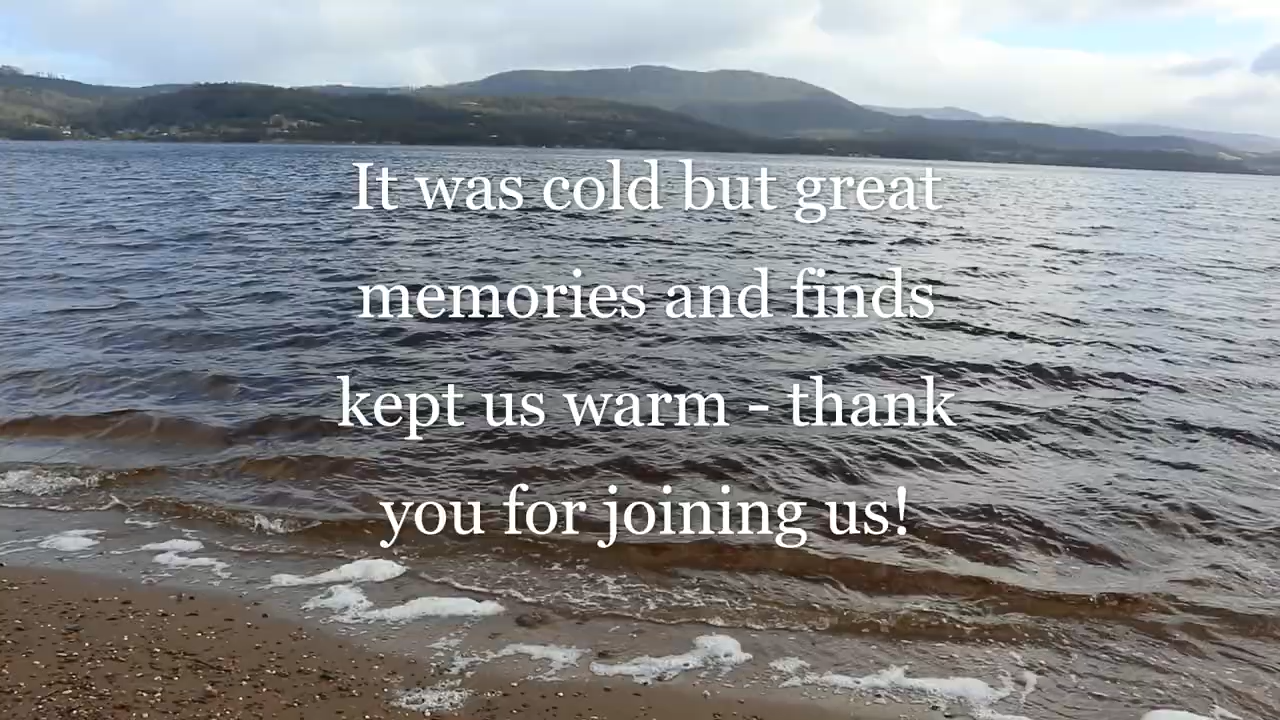 It was cold but great
memories and finds
kept us warm - thank
you for joining us!